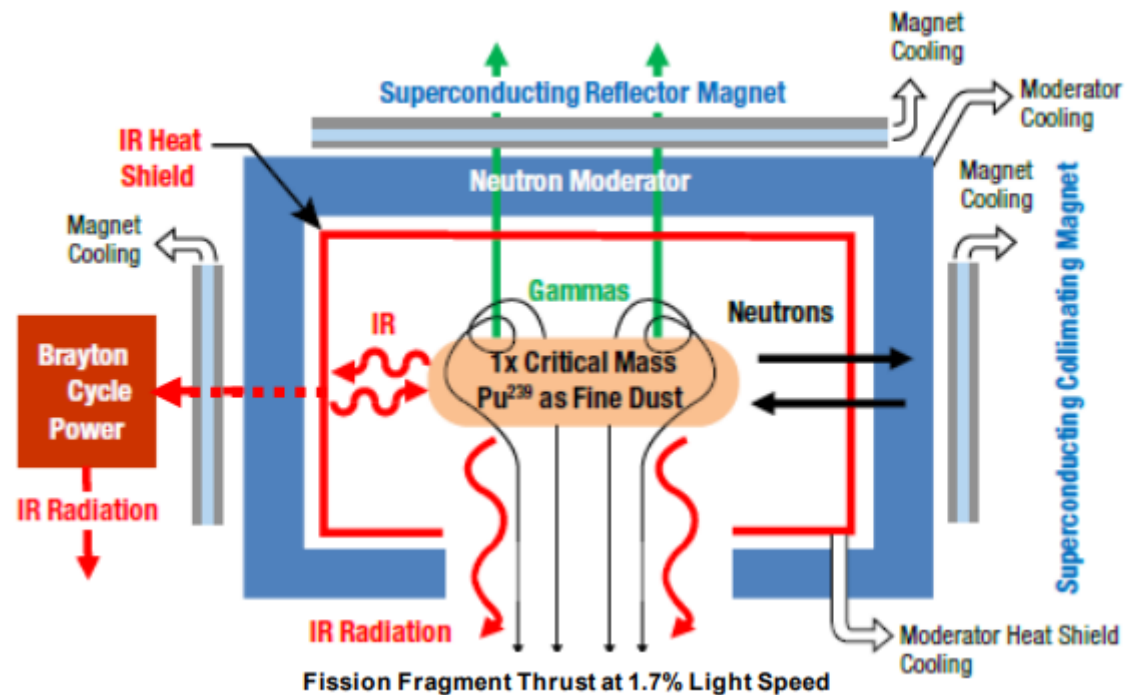 Magnet
Cooling
Superconducting Reflector Magnet
Moderator
Cooling
IR Heat
Shield
Neutron Moderator
Magnet
Cooling
Magnet
Cooling
Superconducting Collimating Magnet
Gammas
Neutrons
IR
Brayton
Cycle
Power
1x Critical Mass
Pu²³⁹ as Fine Dust
IR Radiation
IR Radiation
Moderator Heat Shield
Cooling
Fission Fragment Thrust at 1.7% Light Speed